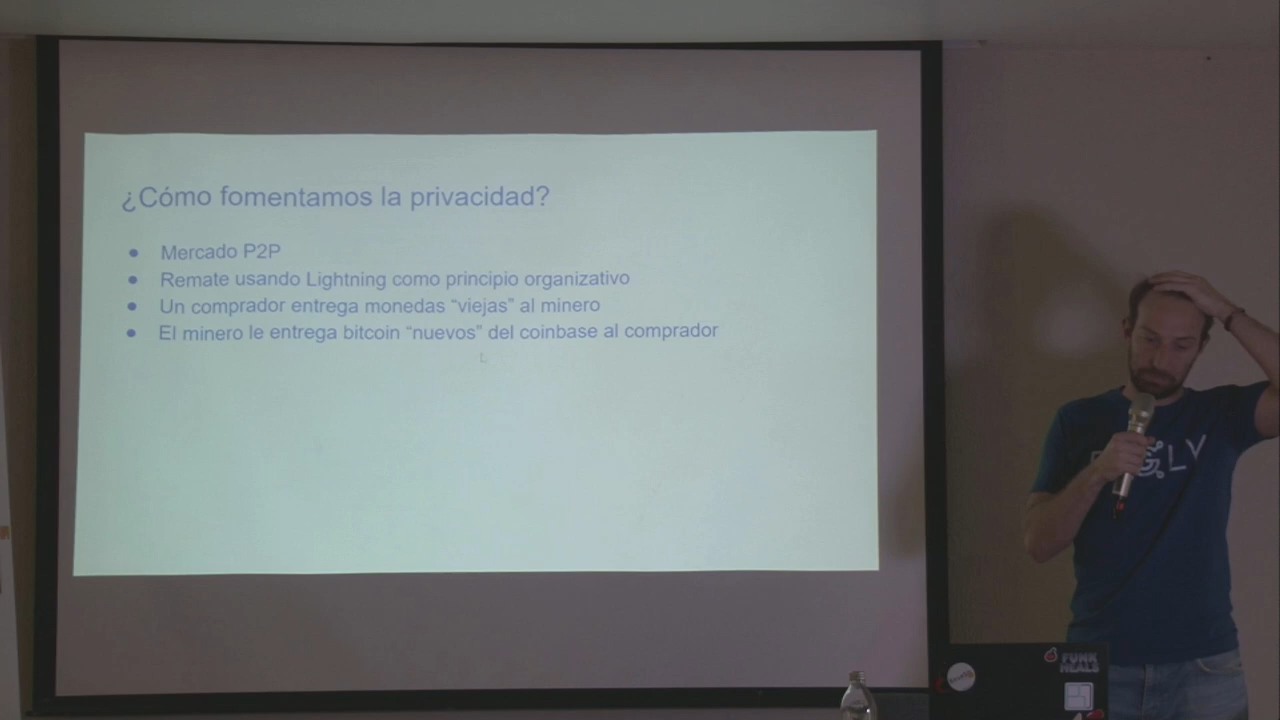 ¿Cómo fomentamos la privacidad?
● Mercado P2P
● Remate usando Lightning como principio organizativo
● Un comprador entrega monedas “viejas” al minero
● El minero le entrega bitcoin “nuevos” del coinbase al comprador